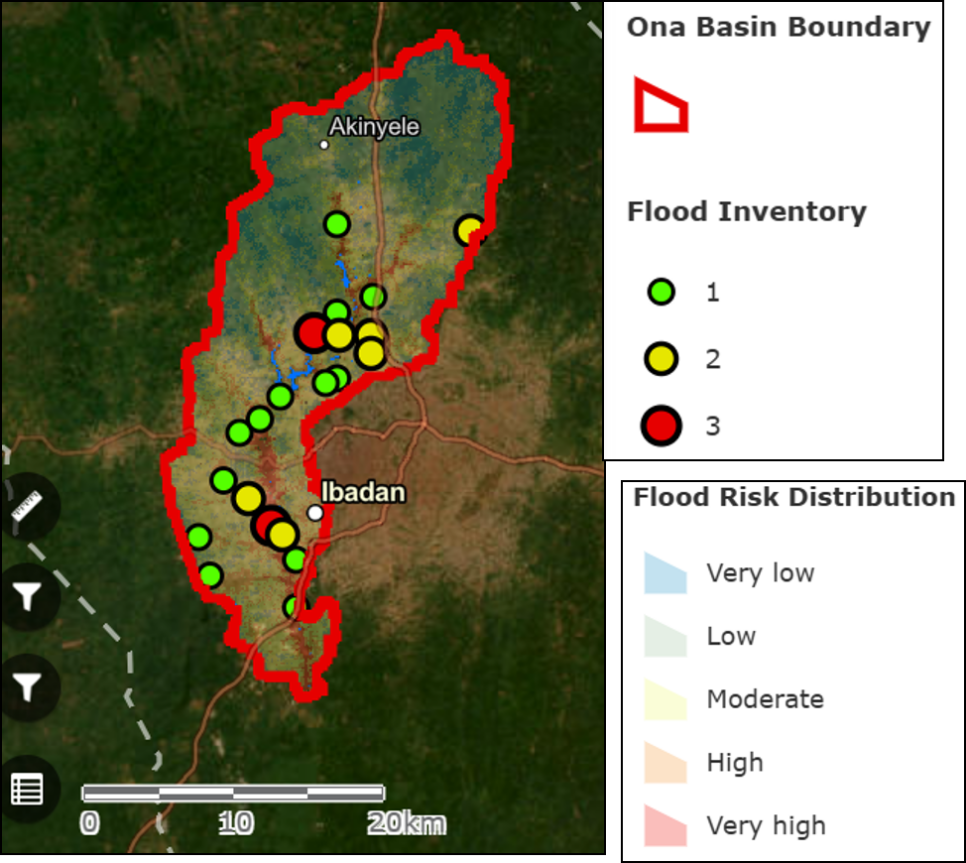 Akinyele
Ibadan
0 10 20km
Ona Basin Boundary
Flood Inventory
1
2
3
Flood Risk Distribution
Very low
Low
Moderate
High
Very high